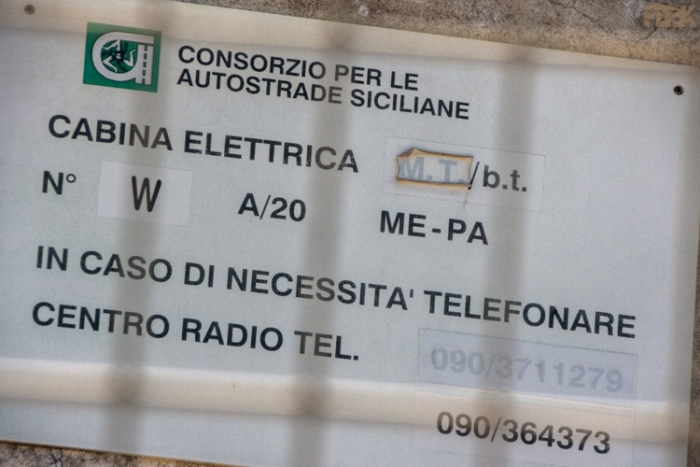 CONSORZIO PER LE
AUTOSTRADE SICILIANE
CABINA ELETTRICA M.T./b.t.
N° W A/20 ME-PA
IN CASO DI NECESSITA' TELEFONARE
CENTRO RADIO TEL. 090/3711279
090/364373